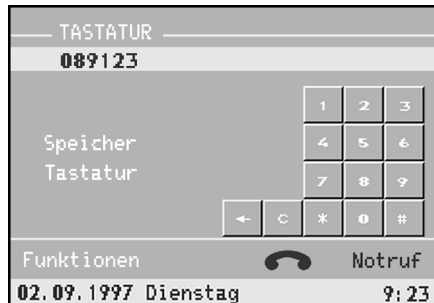 TASTATUR
089123
1 2 3
Speicher 4 5 6
Tastatur 7 8 9
← C * 0 #
Funktionen Notruf
02.09.1997 Dienstag 9:23